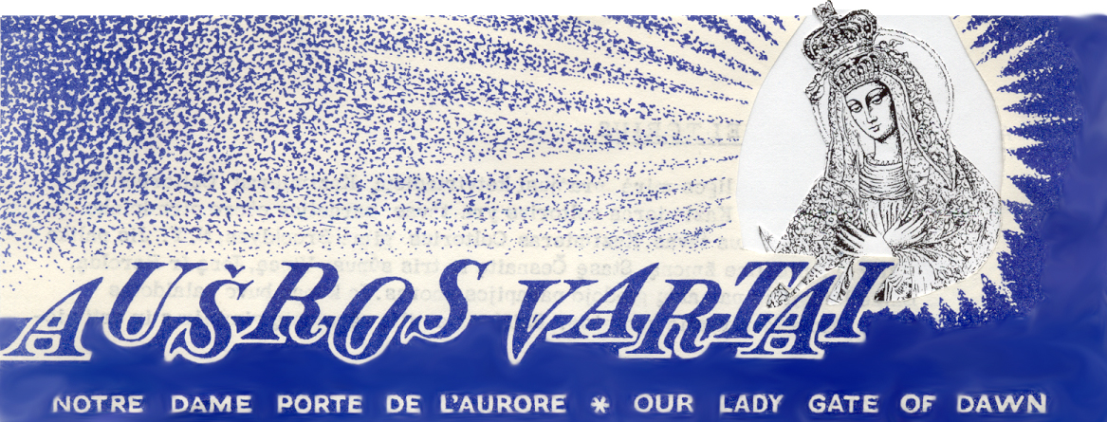 AUŠROS VARTAI
NOTRE DAME PORTE DE L'AURORE * OUR LADY GATE OF DAWN